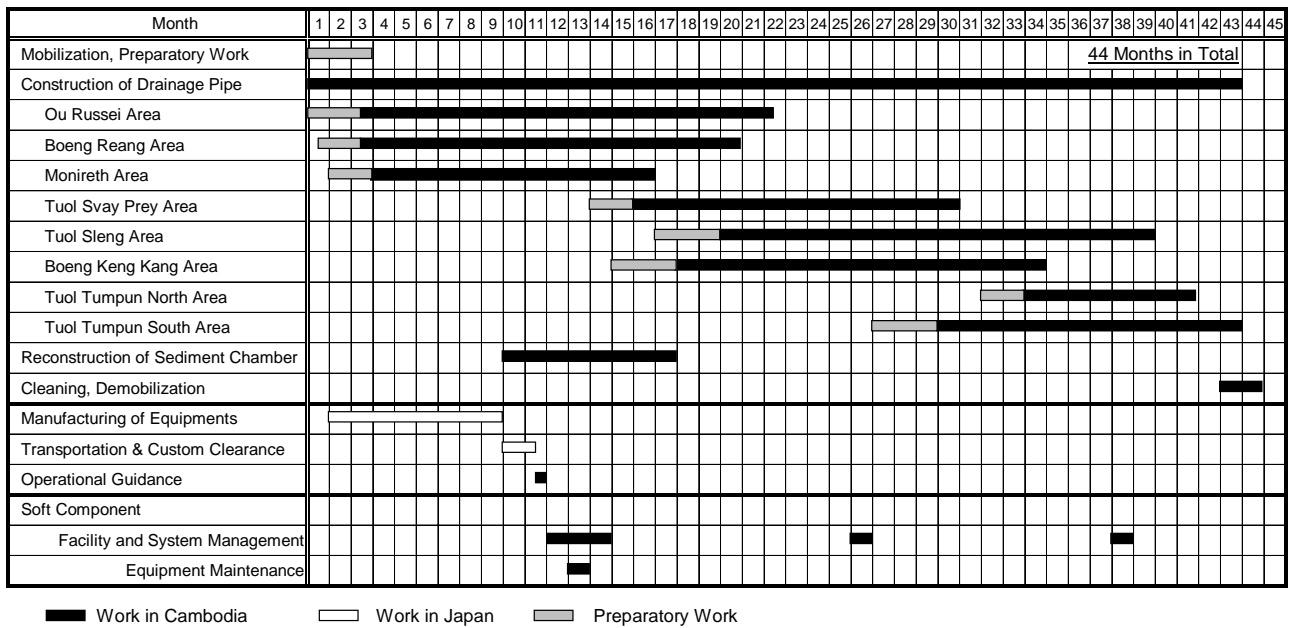 Month 1 2 3 4 5 6 7 8 9 10 11 12 13 14 15 16 17 18 19 20 21 22 23 24 25 26 27 28 29 30 31 32 33 34 35 36 37 38 39 40 41 42 43 44 45
Mobilization, Preparatory Work 44 Months in Total
Construction of Drainage Pipe
Ou Russei Area
Boeng Reang Area
Monireth Area
Tuol Svay Prey Area
Tuol Sleng Area
Boeng Keng Kang Area
Tuol Tumpun North Area
Tuol Tumpun South Area
Reconstruction of Sediment Chamber
Cleaning, Demobilization
Manufacturing of Equipments
Transportation & Custom Clearance
Operational Guidance
Soft Component
Facility and System Management
Equipment Maintenance
Work in Cambodia Work in Japan Preparatory Work